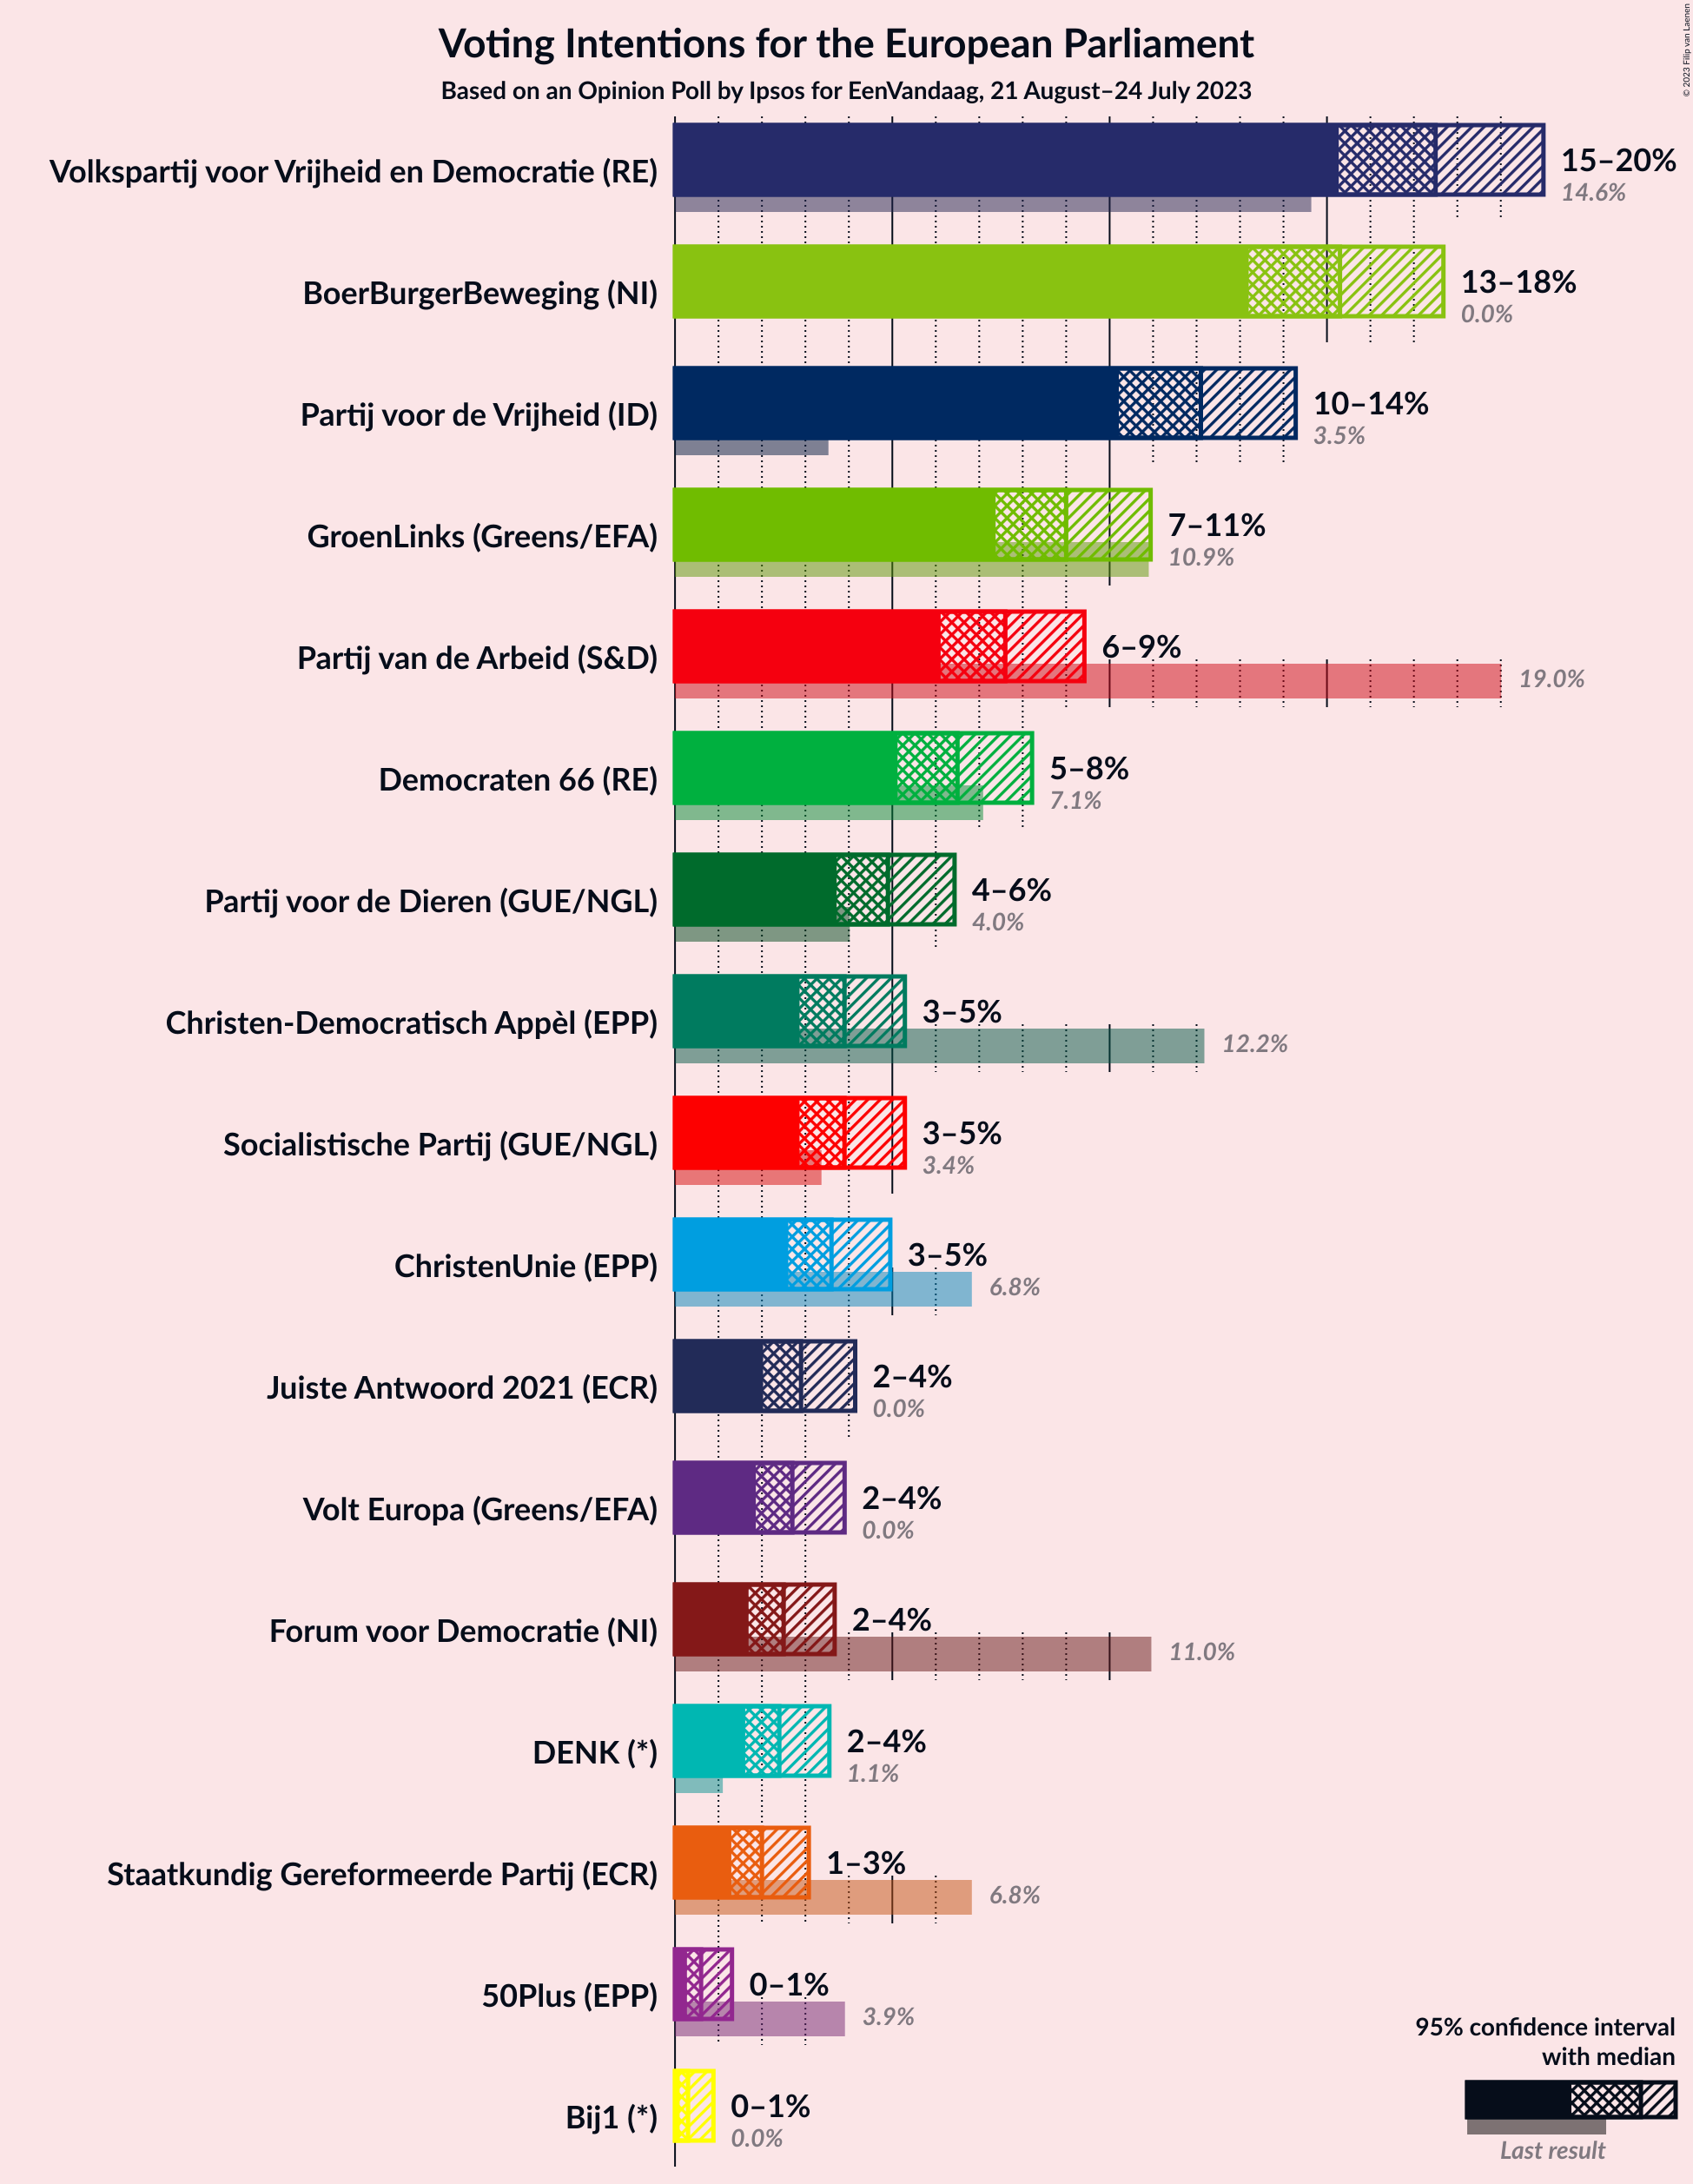 Voting Intentions for the European Parliament
Based on an Opinion Poll by Ipsos for EenVandaag, 21 August–24 July 2023
© 2023 Filip van Laenen
Volkspartij voor Vrijheid en Democratie (RE)
15–20%
14.6%
BoerBurgerBeweging (NI)
13–18%
0.0%
Partij voor de Vrijheid (ID)
10–14%
3.5%
GroenLinks (Greens/EFA)
7–11%
10.9%
Partij van de Arbeid (S&D)
6–9%
19.0%
Democraten 66 (RE)
5–8%
7.1%
Partij voor de Dieren (GUE/NGL)
4–6%
4.0%
Christen-Democratisch Appèl (EPP)
3–5%
12.2%
Socialistische Partij (GUE/NGL)
3–5%
3.4%
ChristenUnie (EPP)
3–5%
6.8%
Juiste Antwoord 2021 (ECR)
2–4%
0.0%
Volt Europa (Greens/EFA)
2–4%
0.0%
Forum voor Democratie (NI)
2–4%
11.0%
DENK (*)
2–4%
1.1%
Staatkundig Gereformeerde Partij (ECR)
1–3%
6.8%
50Plus (EPP)
0–1%
3.9%
Bij1 (*)
0–1%
0.0%
95% confidence interval
with median
Last result